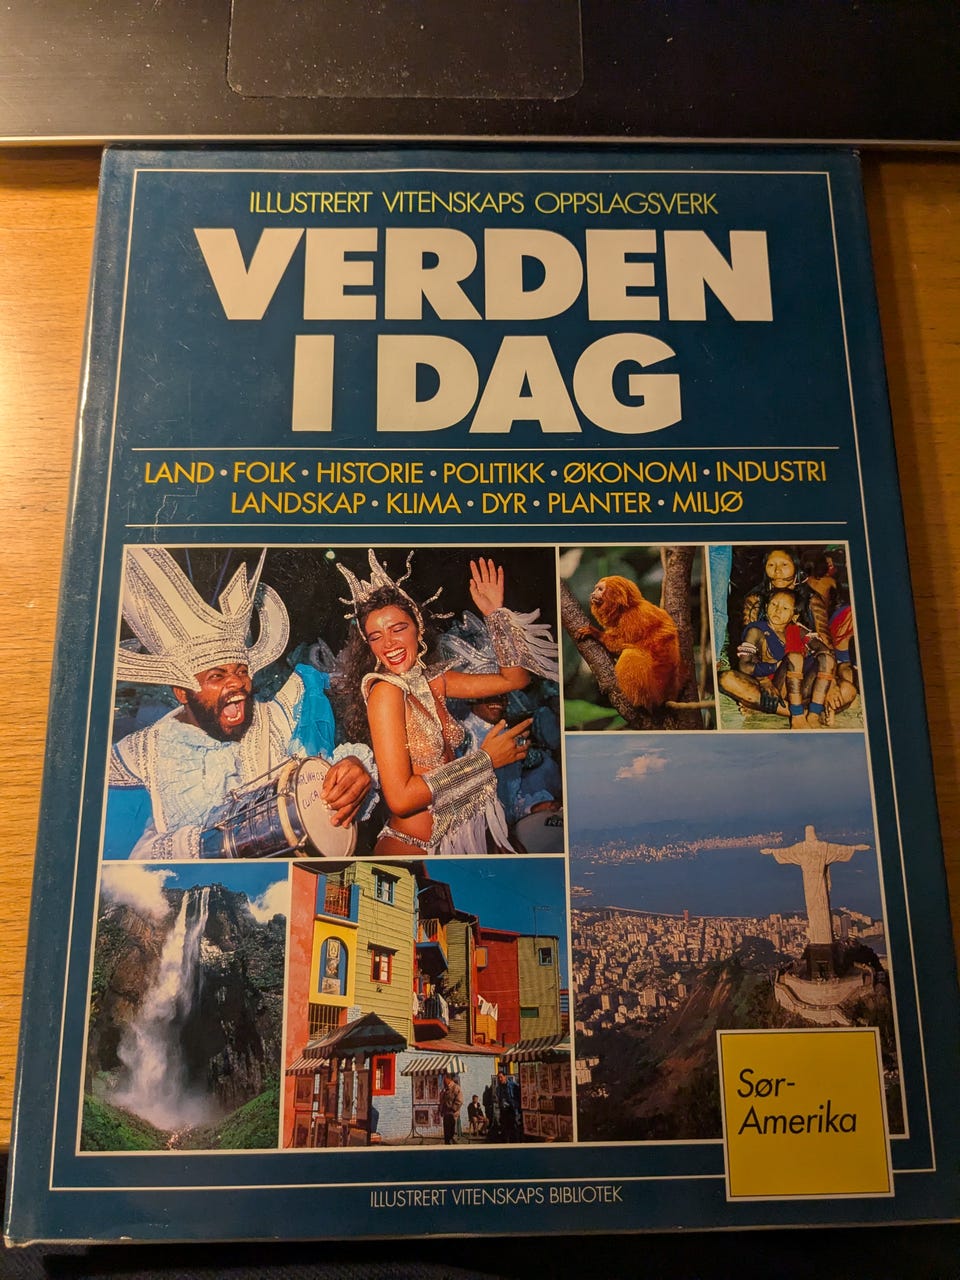 ILLUSTRERT VITENSKAPS OPPSLAGSVERK
VERDEN
I DAG
LAND • FOLK • HISTORIE • POLITIKK • ØKONOMI • INDUSTRI
LANDSKAP • KLIMA • DYR • PLANTER • MILJØ
Sør-
Amerika
ILLUSTRERT VITENSKAPS BIBLIOTEK